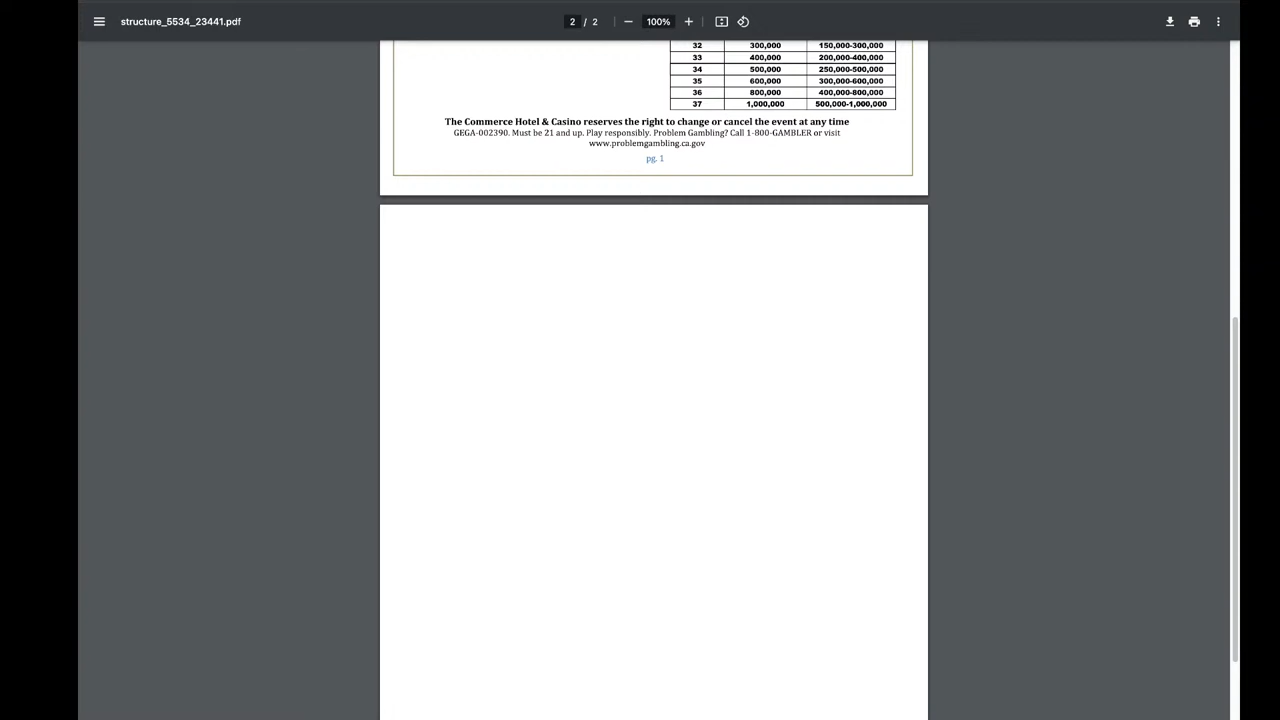 structure_5534_23441.pdf
2 / 2
100%
32 300,000 150,000-300,000
33 400,000 200,000-400,000
34 500,000 250,000-500,000
35 600,000 300,000-600,000
36 800,000 400,000-800,000
37 1,000,000 500,000-1,000,000
The Commerce Hotel & Casino reserves the right to change or cancel the event at any time
GEGA-002390. Must be 21 and up. Play responsibly. Problem Gambling? Call 1-800-GAMBLER or visit
www.problemgambling.ca.gov
pg. 1